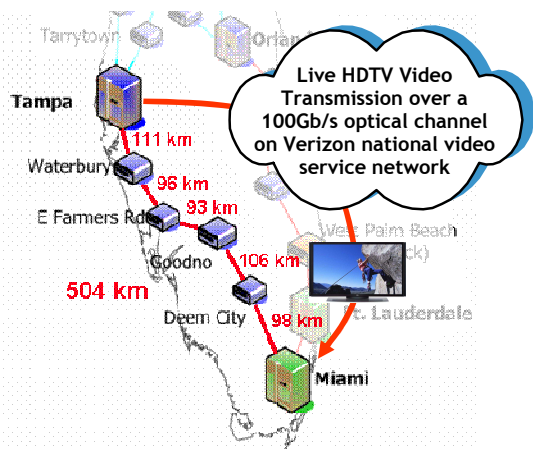 Tarrytown
Orlan
Tampa
Live HDTV Video
Transmission over a
100Gb/s optical channel
on Verizon national video
service network
111 km
Waterbury
96 km
E Farmers Rd
93 km
Goodno
West Palm Beach
106 km
504 km
Deem City
98 km
Ft. Lauderdale
Miami